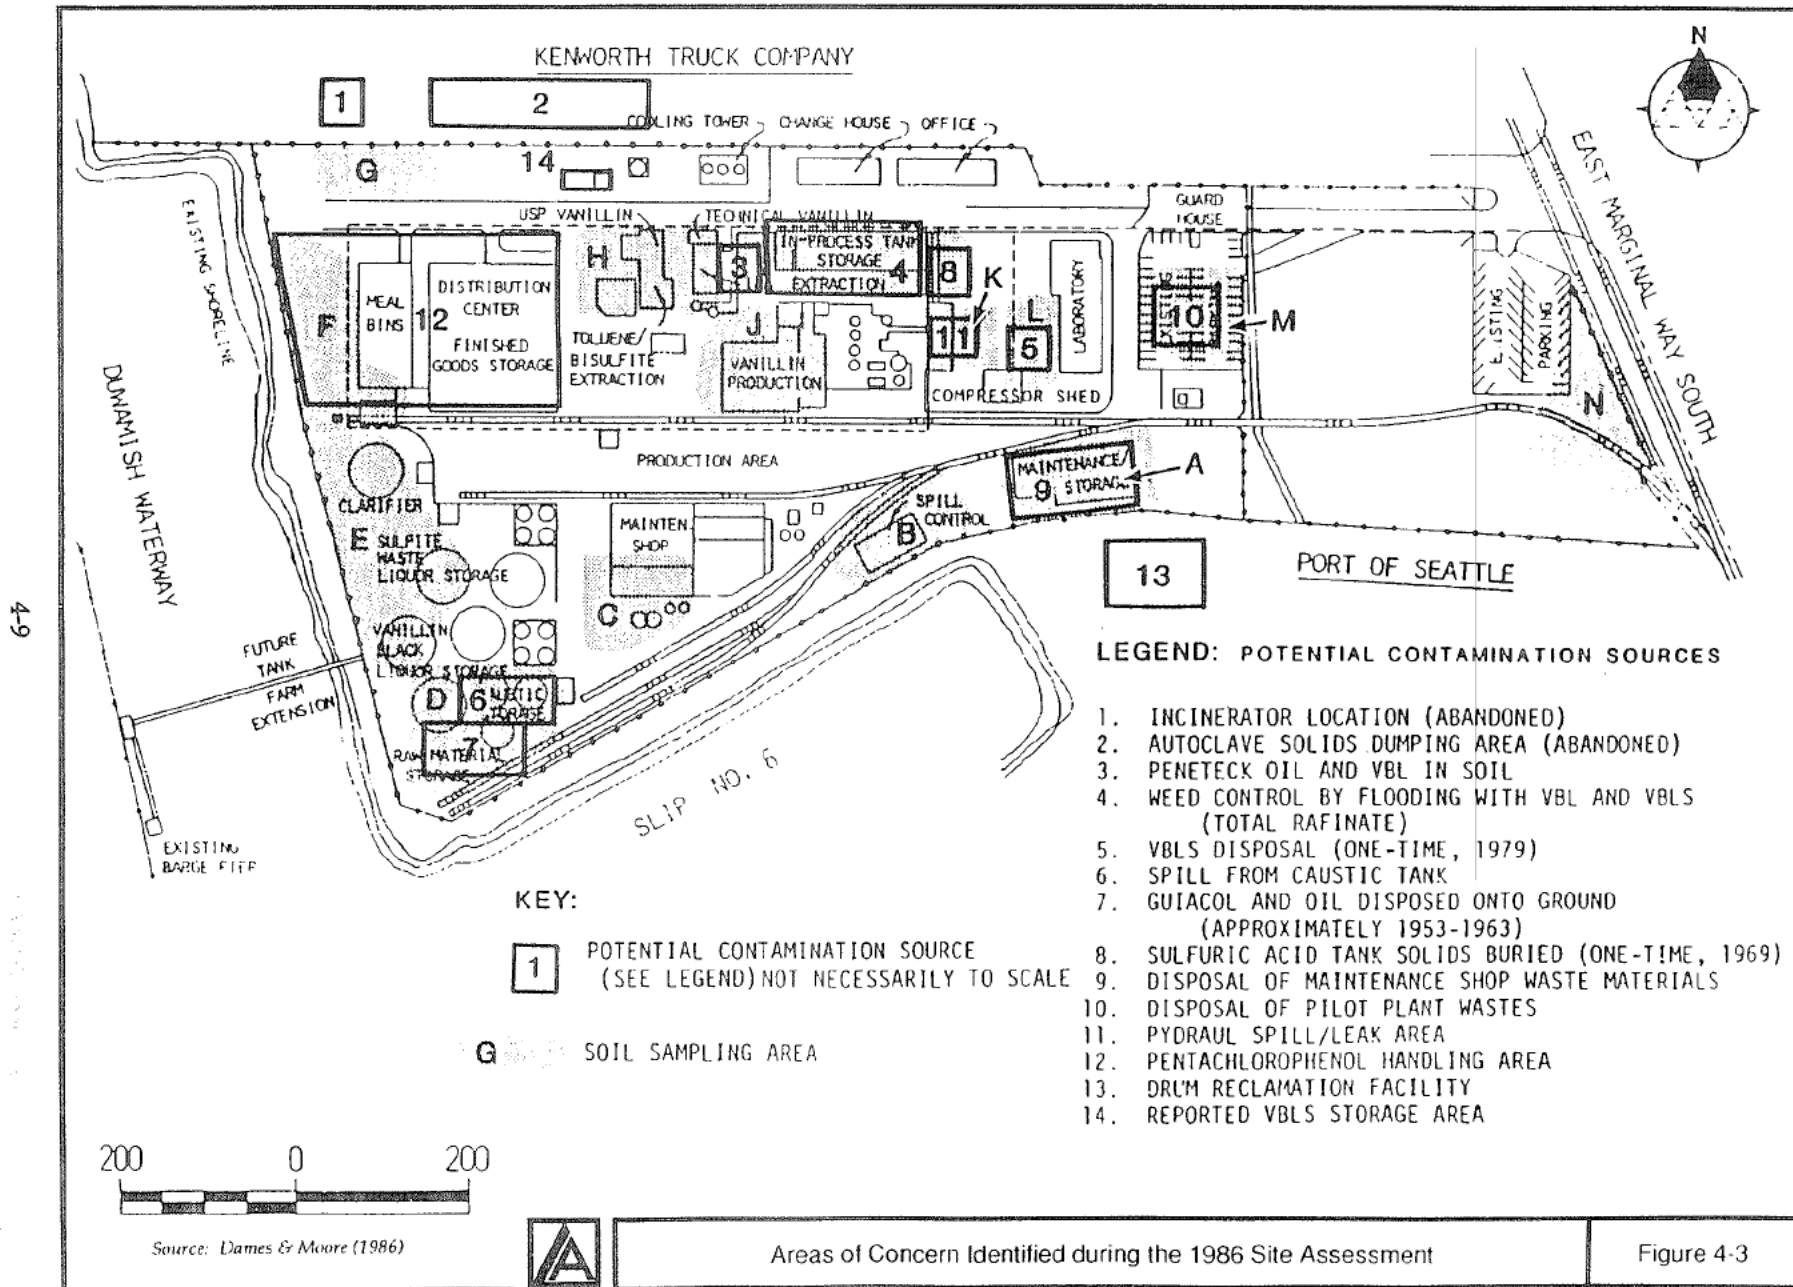 KENWORTH TRUCK COMPANY
N
1
2
COOLING TOWER
CHANGE HOUSE
OFFICE
14
G
EAST MARGINAL WAY SOUTH
EXISTING SHORELINE
USP VANILLIN
TECHNICAL VANILLIN
GUARD
HOUSE
IN-PROCESS TANK
STORAGE
4
EXTRACTION
H
3
8
K
MEAL
BINS
12
DISTRIBUTION
CENTER
FINISHED
GOODS STORAGE
F
TOLUENE/
BISULFITE
EXTRACTION
J
VANILLIN
PRODUCTION
11
L
5
LABORATORY
10
M
EXISTING
PARKING
N
COMPRESSOR SHED
DUWAMISH WATERWAY
PRODUCTION AREA
MAINTENANCE/
9 STORAGE
A
CLARIFIER
SPILL
CONTROL
B
E SULPITE
WASTE
LIQUOR STORAGE
MAINTEN.
SHOP
C
13
PORT OF SEATTLE
VANILLIN
BLACK
LIQUOR STORAGE
FUTURE
TANK
FARM
EXTENSION
D
6
7
RAW MATERIAL
STORAGE
SLIP NO. 6
EXISTING
4-9
LEGEND: POTENTIAL CONTAMINATION SOURCES
1. INCINERATOR LOCATION (ABANDONED)
2. AUTOCLAVE SOLIDS DUMPING AREA (ABANDONED)
3. PENETECK OIL AND VBL IN SOIL
4. WEED CONTROL BY FLOODING WITH VBL AND VBLS
(TOTAL RAFINATE)
5. VBLS DISPOSAL (ONE-TIME, 1979)
6. SPILL FROM CAUSTIC TANK
7. GUIACOL AND OIL DISPOSED ONTO GROUND
(APPROXIMATELY 1953-1963)
8. SULFURIC ACID TANK SOLIDS BURIED (ONE-TIME, 1969)
9. DISPOSAL OF MAINTENANCE SHOP WASTE MATERIALS
10. DISPOSAL OF PILOT PLANT WASTES
11. PYDRAUL SPILL/LEAK AREA
12. PENTACHLOROPHENOL HANDLING AREA
13. DRUM RECLAMATION FACILITY
14. REPORTED VBLS STORAGE AREA
KEY:
1 POTENTIAL CONTAMINATION SOURCE
(SEE LEGEND) NOT NECESSARILY TO SCALE
G SOIL SAMPLING AREA
200 0 200
Source: Dames & Moore (1986)
Areas of Concern Identified during the 1986 Site Assessment
Figure 4-3